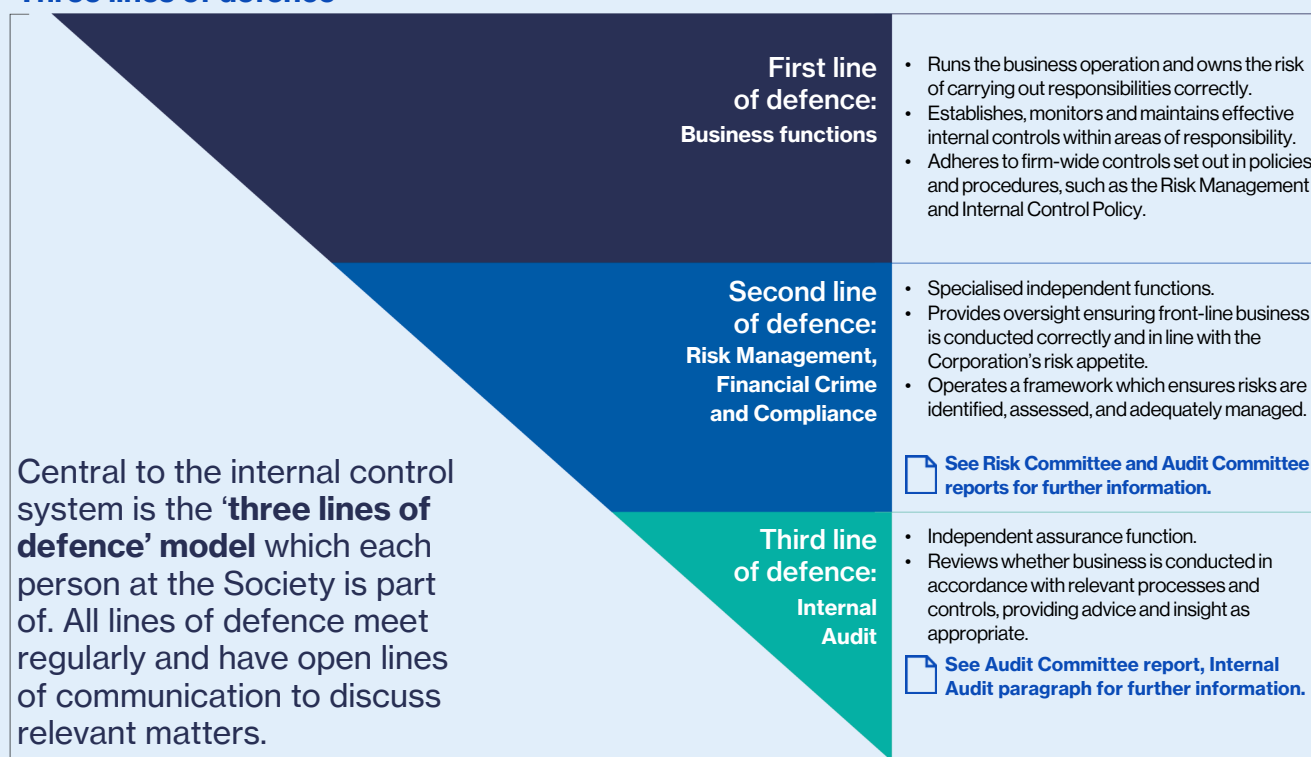 Three lines of defence
First line
of defence:
Business functions
• Runs the business operation and owns the risk
of carrying out responsibilities correctly.
• Establishes, monitors and maintains effective
internal controls within areas of responsibility.
• Adheres to firm-wide controls set out in policies
and procedures, such as the Risk Management
and Internal Control Policy.
Second line
of defence:
Risk Management,
Financial Crime
and Compliance
• Specialised independent functions.
• Provides oversight ensuring front-line business
is conducted correctly and in line with the
Corporation's risk appetite.
• Operates a framework which ensures risks are
identified, assessed, and adequately managed.
See Risk Committee and Audit Committee
reports for further information.
Third line
of defence:
Internal
Audit
• Independent assurance function.
• Reviews whether business is conducted in
accordance with relevant processes and
controls, providing advice and insight as
appropriate.
See Audit Committee report, Internal
Audit paragraph for further information.
Central to the internal control
system is the ‘three lines of
defence’ model which each
person at the Society is part
of. All lines of defence meet
regularly and have open lines
of communication to discuss
relevant matters.